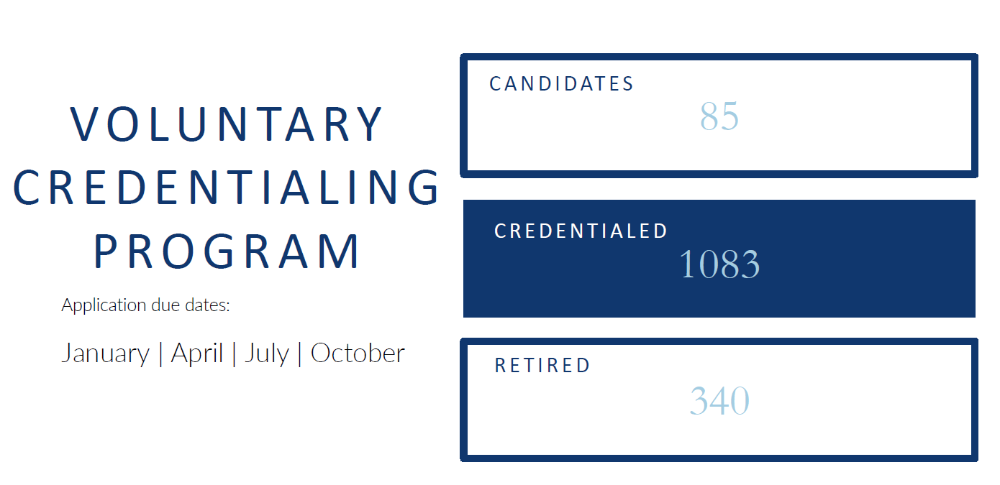 VOLUNTARY
CREDENTIALING
PROGRAM
Application due dates:
January | April | July | October
CANDIDATES
85
CREDENTIALED
1083
RETIRED
340